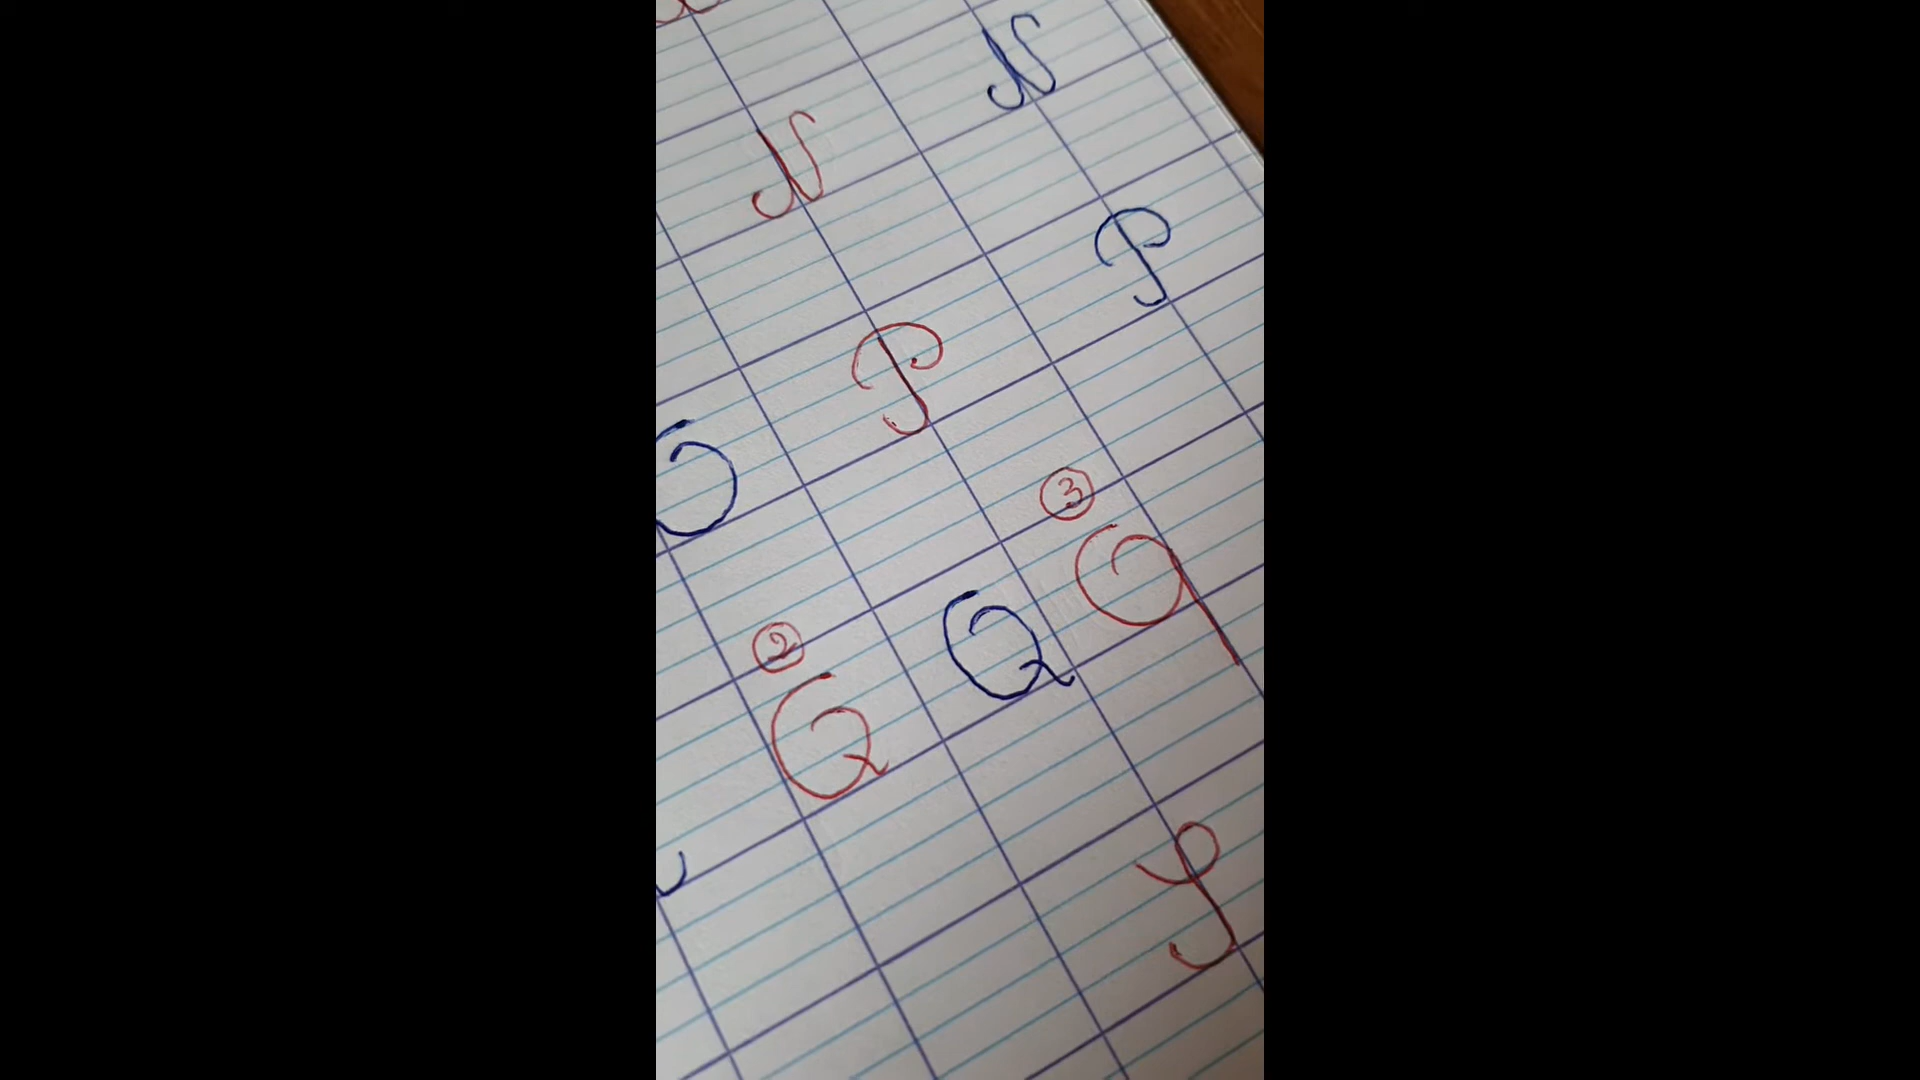 N N
P P
O
② Q Q ③ Q
Y